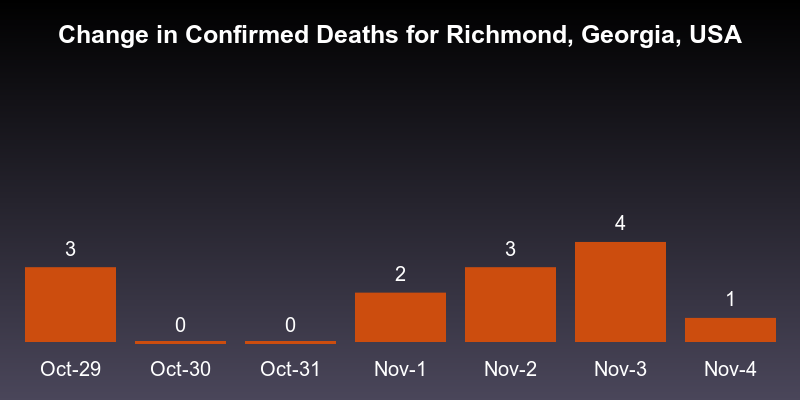 Change in Confirmed Deaths for Richmond, Georgia, USA
3
0
0
2
3
4
1
Oct-29
Oct-30
Oct-31
Nov-1
Nov-2
Nov-3
Nov-4